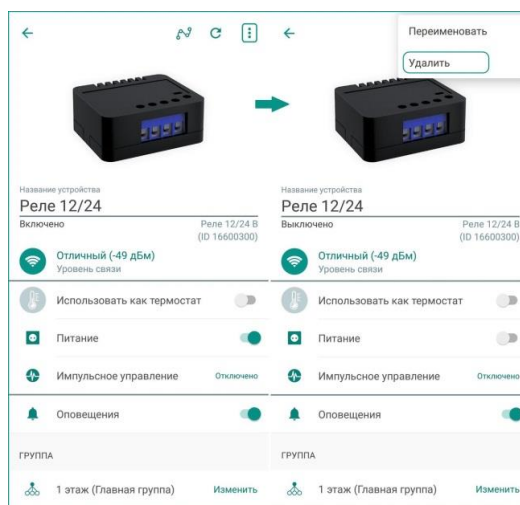 Название устройства
Реле 12/24
Включено
Реле 12/24 В
(ID 16600300)
Отличный (-49 дБм)
Уровень связи
Использовать как термостат
Питание
Импульсное управление
Отключено
Оповещения
ГРУППА
1 этаж (Главная группа)
Изменить
Переименовать
Удалить
Название устройства
Реле 12/24
Выключено
Реле 12/24 В
(ID 16600300)
Отличный (-49 дБм)
Уровень связи
Использовать как термостат
Питание
Импульсное управление
Отключено
Оповещения
ГРУППА
1 этаж (Главная группа)
Изменить